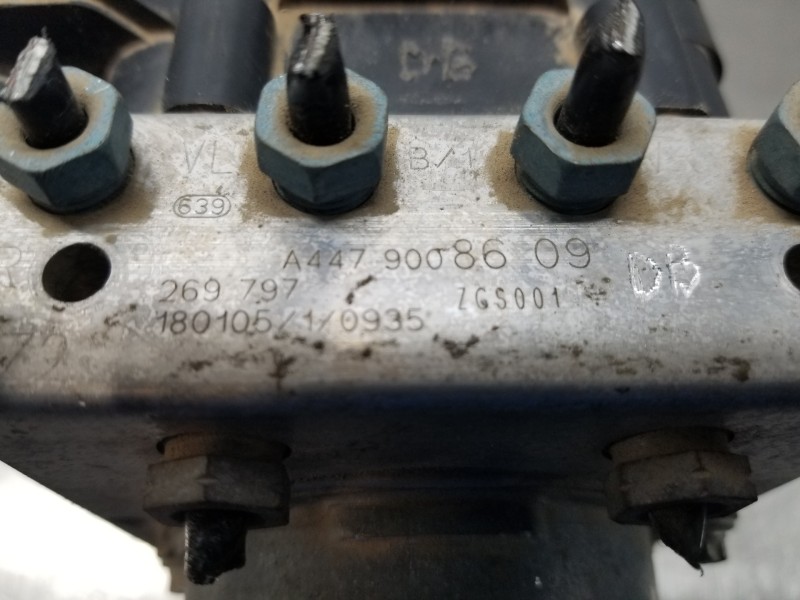 VL B/1
639
A447 900 86 09
269 797 ZGS001 DB
180105/1/0935